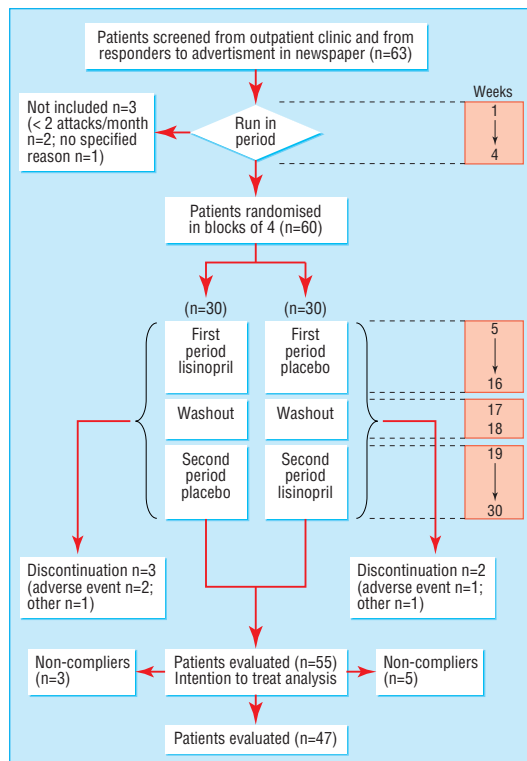 Patients screened from outpatient clinic and from
responders to advertisment in newspaper (n=63)
Weeks
Not included n=3
(< 2 attacks/month
n=2; no specified
reason n=1)
Run in
period
1
4
Patients randomised
in blocks of 4 (n=60)
(n=30)
(n=30)
First
period
lisinopril
First
period
placebo
5
16
Washout
Washout
17
18
Second
period
placebo
Second
period
lisinopril
19
30
Discontinuation n=3
(adverse event n=2;
other n=1)
Discontinuation n=2
(adverse event n=1;
other n=1)
Non-compliers
(n=3)
Patients evaluated (n=55)
Intention to treat analysis
Non-compliers
(n=5)
Patients evaluated (n=47)